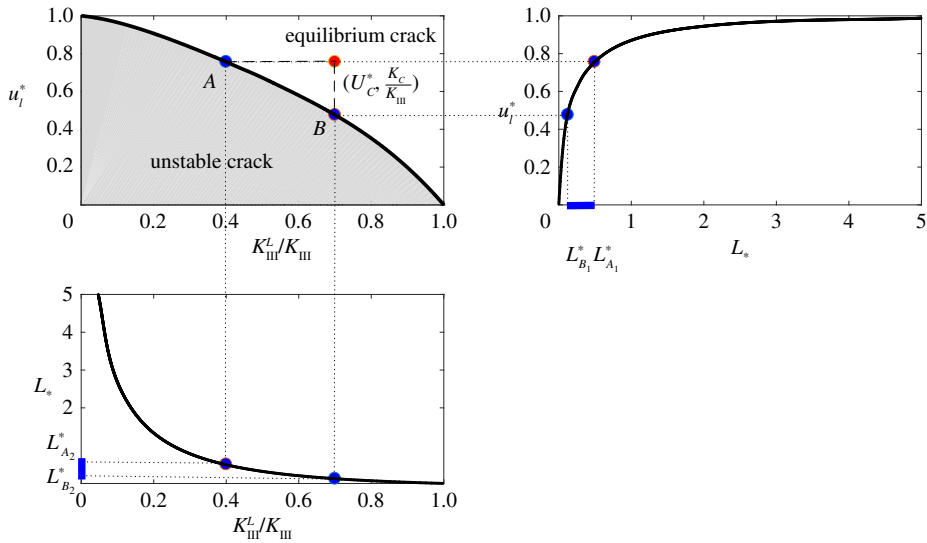 1.0
0.8
0.6
0.4
0.2
0
u_l^*
equilibrium crack
A
(U_C^*, K_C/K_III)
B
unstable crack
0.2 0.4 0.6 0.8 1.0
K_III^L/K_III
1.0
0.8
0.6
0.4
0.2
u_l^*
0 1 2 3 4 5
L_{B_1}^* L_{A_1}^* L_*
5
4
3
2
L_*
L_{A_2}^*
L_{B_2}^*
0 0.2 0.4 0.6 0.8 1.0
K_III^L/K_III